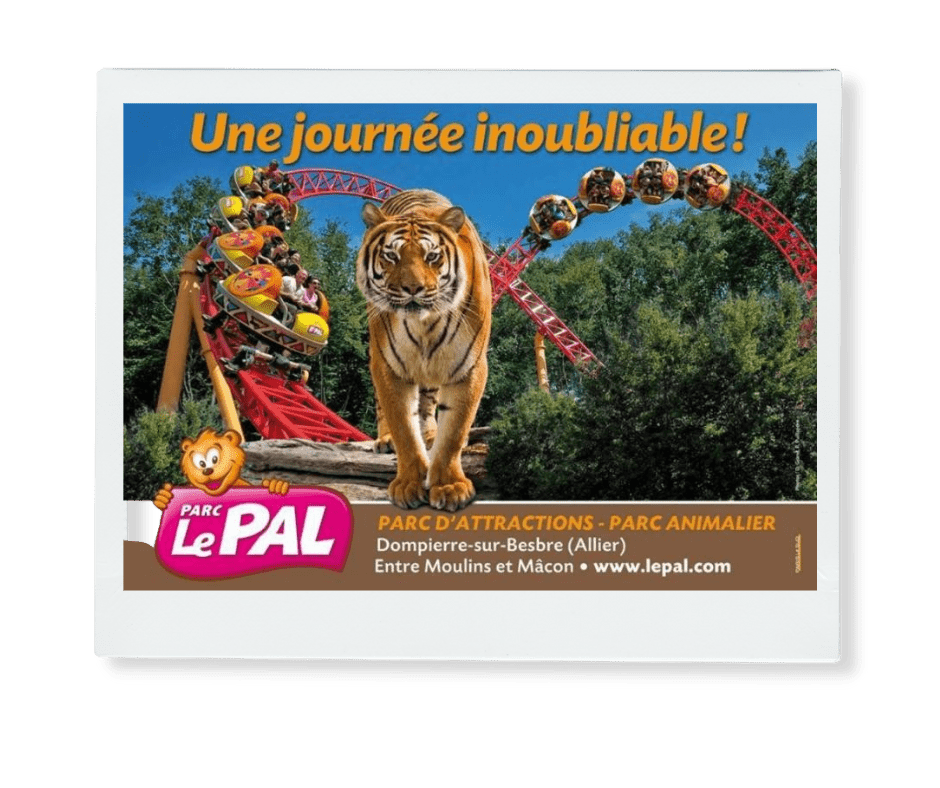 Une journée inoubliable!
PAL
PARC
Le PAL
PARC D'ATTRACTIONS - PARC ANIMALIER
Dompierre-sur-Besbre (Allier)
Entre Moulins et Mâcon • www.lepal.com